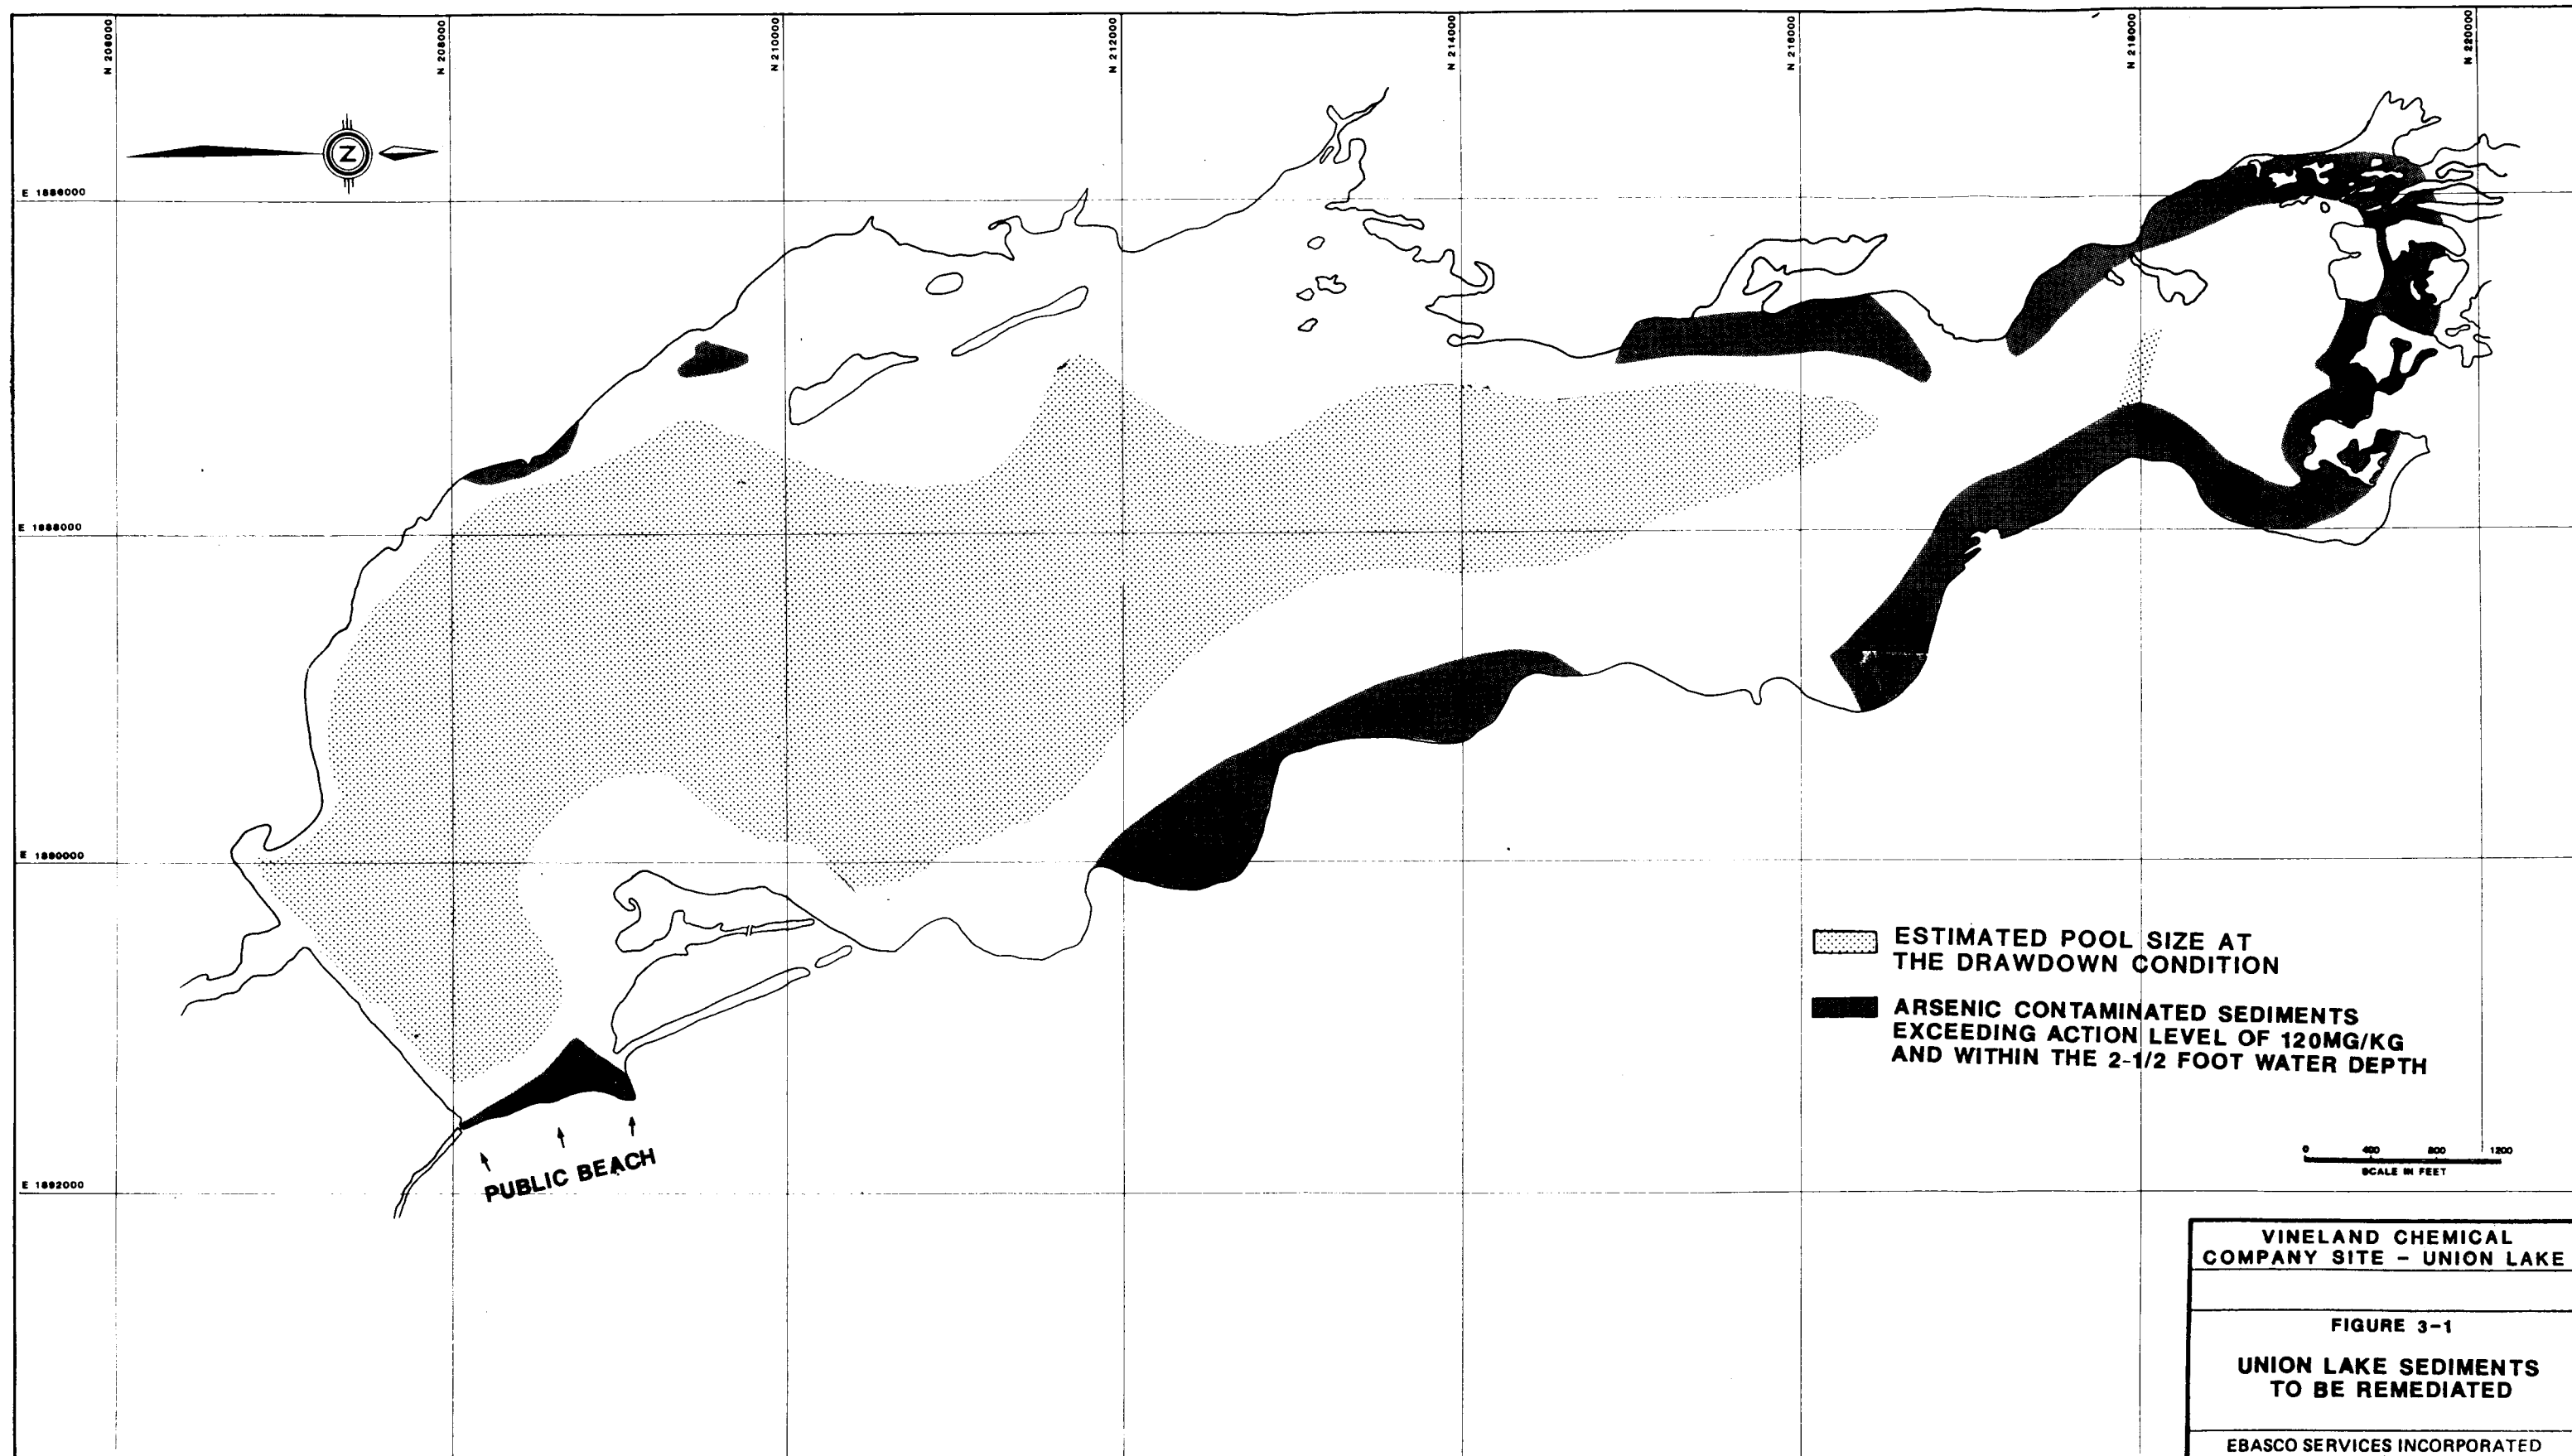 N 206000
N 208000
N 210000
N 212000
N 214000
N 216000
N 218000
N 220000
Z
E 1886000
E 1888000
E 1890000
E 1892000
PUBLIC BEACH
ESTIMATED POOL SIZE AT
THE DRAWDOWN CONDITION
ARSENIC CONTAMINATED SEDIMENTS
EXCEEDING ACTION LEVEL OF 120MG/KG
AND WITHIN THE 2-1/2 FOOT WATER DEPTH
0 400 800 1200
SCALE IN FEET
VINELAND CHEMICAL
COMPANY SITE - UNION LAKE
FIGURE 3-1
UNION LAKE SEDIMENTS
TO BE REMEDIATED
EBASCO SERVICES INCORPORATED